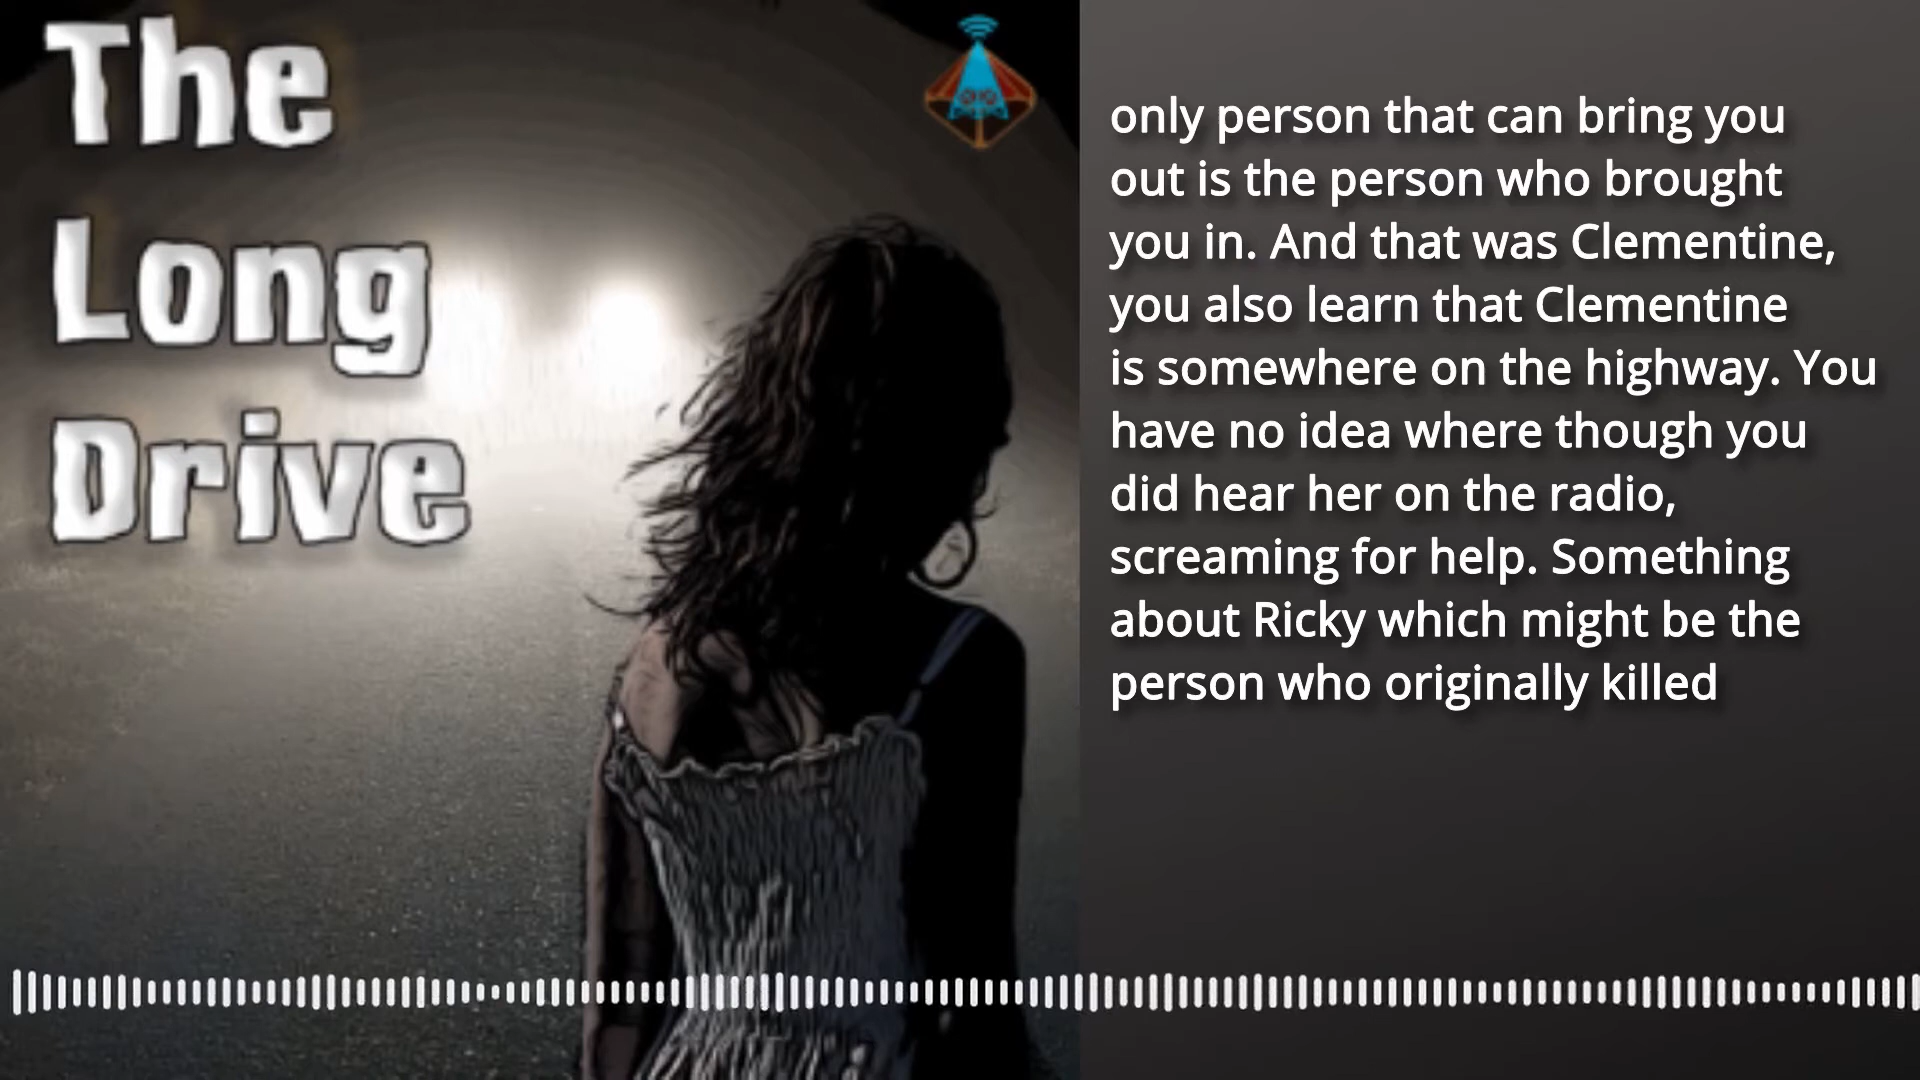 The
Long
Drive
only person that can bring you
out is the person who brought
you in. And that was Clementine,
you also learn that Clementine
is somewhere on the highway. You
have no idea where though you
did hear her on the radio,
screaming for help. Something
about Ricky which might be the
person who originally killed